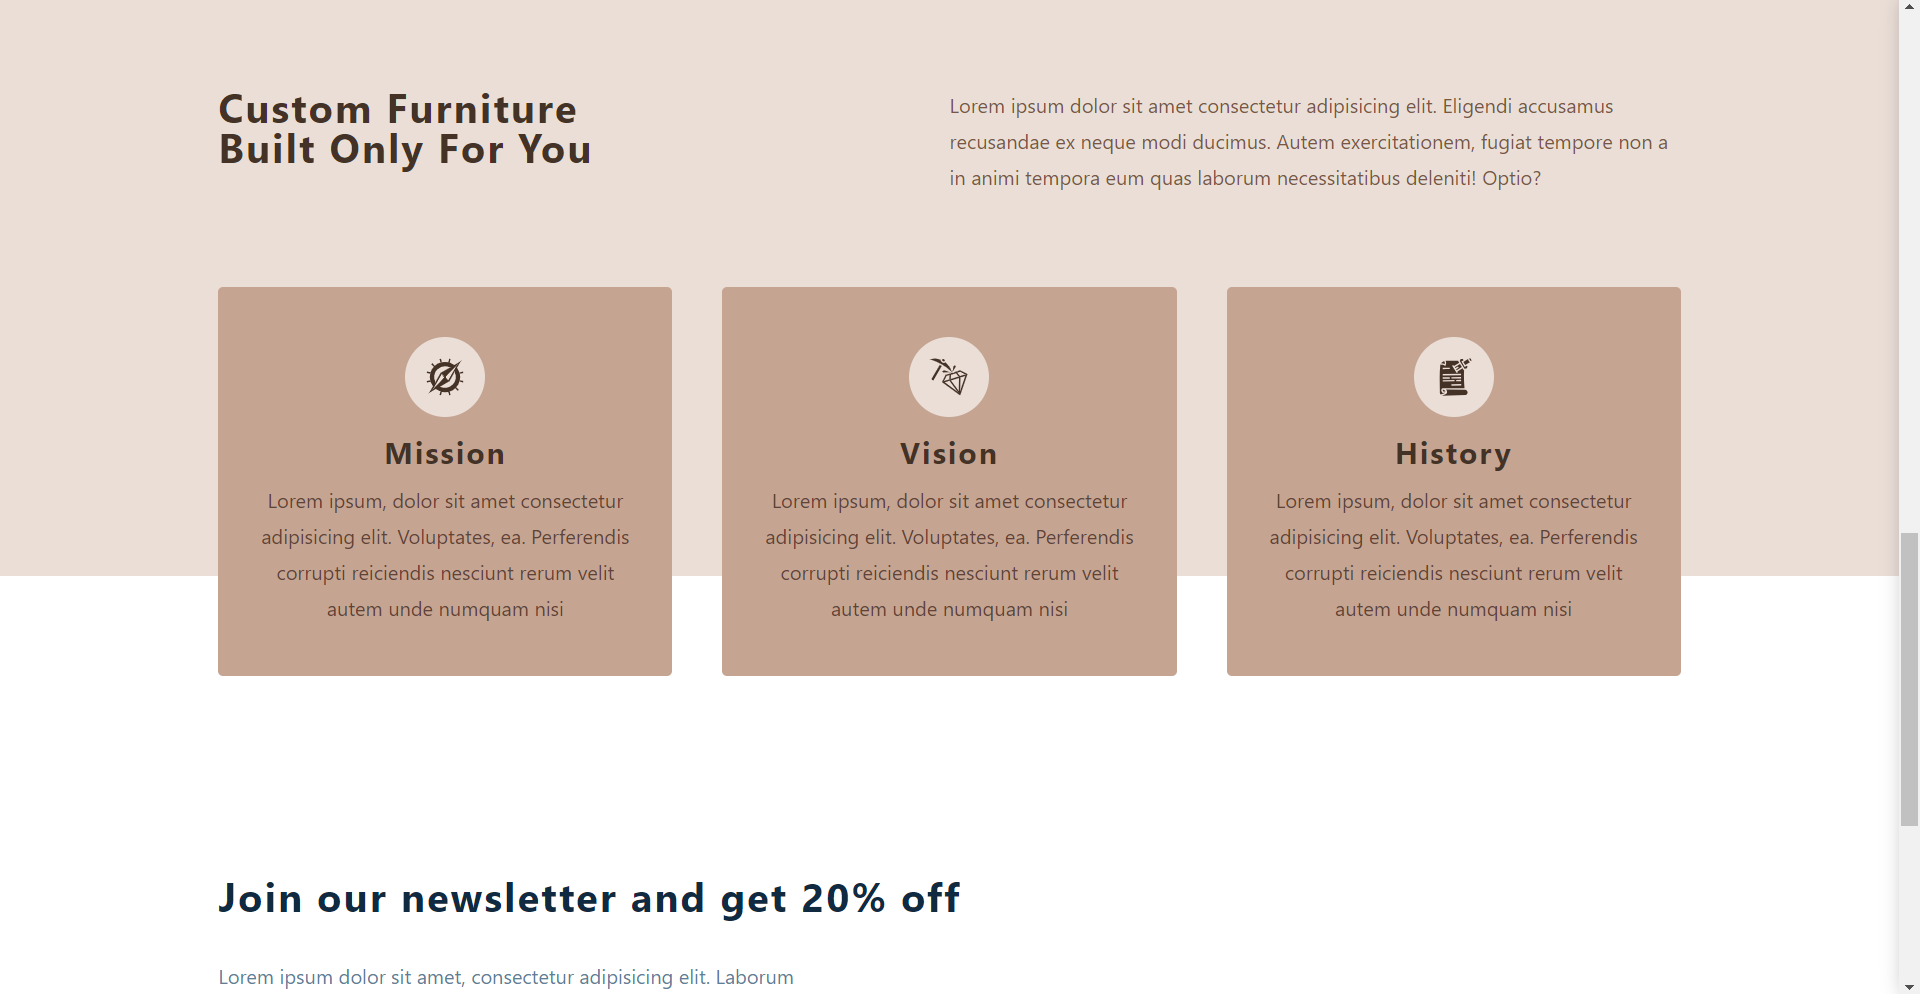 Custom Furniture
Built Only For You
Lorem ipsum dolor sit amet consectetur adipisicing elit. Eligendi accusamus
recusandae ex neque modi ducimus. Autem exercitationem, fugiat tempore non a
in animi tempora eum quas laborum necessitatibus deleniti! Optio?
Mission
Lorem ipsum, dolor sit amet consectetur
adipisicing elit. Voluptates, ea. Perferendis
corrupti reiciendis nesciunt rerum velit
autem unde numquam nisi
Vision
Lorem ipsum, dolor sit amet consectetur
adipisicing elit. Voluptates, ea. Perferendis
corrupti reiciendis nesciunt rerum velit
autem unde numquam nisi
History
Lorem ipsum, dolor sit amet consectetur
adipisicing elit. Voluptates, ea. Perferendis
corrupti reiciendis nesciunt rerum velit
autem unde numquam nisi
Join our newsletter and get 20% off
Lorem ipsum dolor sit amet, consectetur adipisicing elit. Laborum